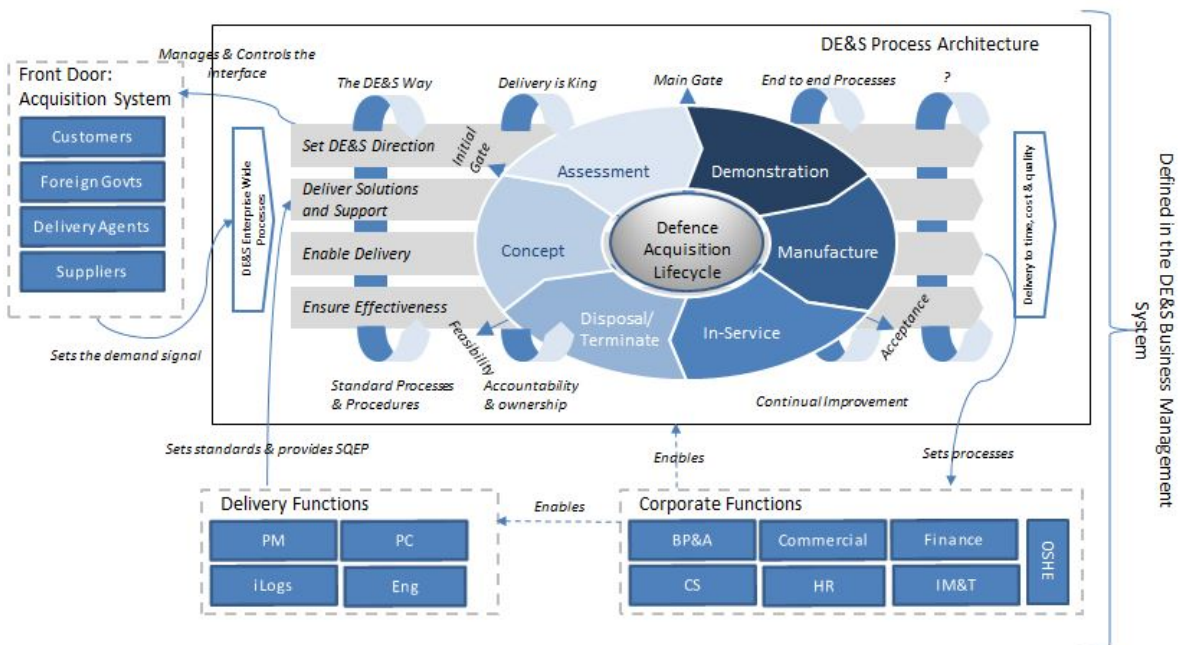 DE&S Process Architecture
Manages & Controls the
interface
Front Door:
Acquisition System
Customers
Foreign Govts
Delivery Agents
Suppliers
Sets the demand signal
DE&S Enterprise Wide
Processes
The DE&S Way
Delivery is King
Main Gate
End to end Processes
?
Set DE&S Direction
Deliver Solutions
and Support
Enable Delivery
Ensure Effectiveness
Initial
Gate
Assessment
Demonstration
Concept
Defence
Acquisition
Lifecycle
Manufacture
Disposal/
Terminate
In-Service
Feasibility
Acceptance
Delivery to time, cost & quality
Standard Processes
& Procedures
Accountability
& ownership
Continual Improvement
Defined in the DE&S Business Management
System
Sets standards & provides SQEP
Enables
Sets processes
Delivery Functions
PM
PC
iLogs
Eng
Enables
Corporate Functions
BP&A
Commercial
Finance
CS
HR
IM&T
OSHE